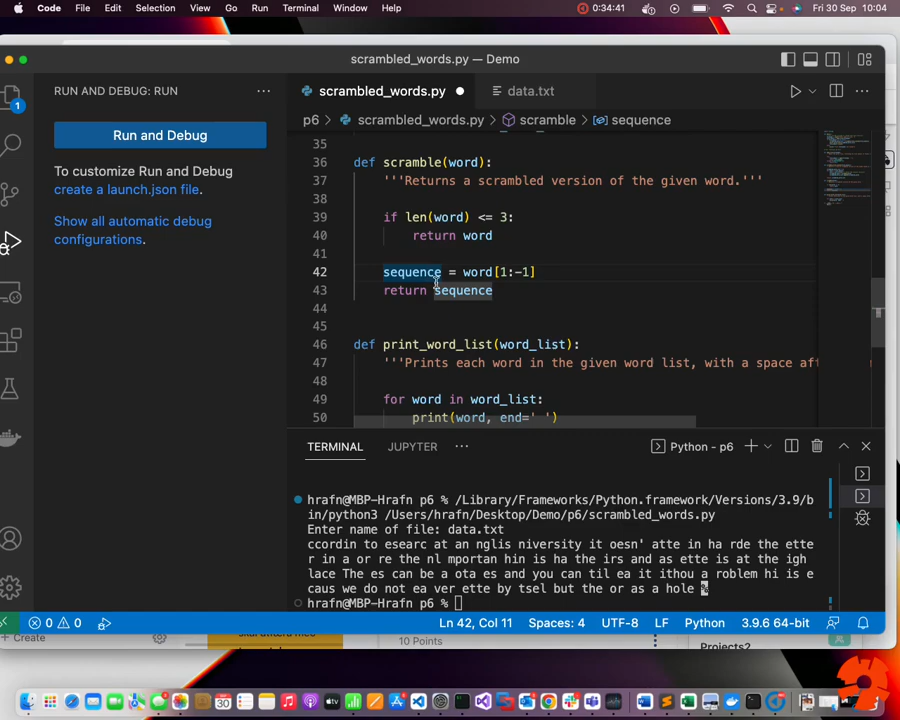 Code File Edit Selection View Go Run Terminal Window Help 0:34:41 Fri 30 Sep 10:04
scrambled_words.py — Demo
RUN AND DEBUG: RUN ...
scrambled_words.py data.txt
p6 > scrambled_words.py > scramble > sequence
1
Run and Debug
To customize Run and Debug
create a launch.json file.
Show all automatic debug
configurations.
35
36 def scramble(word):
37 '''Returns a scrambled version of the given word.'''
38
39 if len(word) <= 3:
40 return word
41
42 sequence = word[1:-1]
43 return sequence
44
45
46 def print_word_list(word_list):
47 '''Prints each word in the given word list, with a space af
48
49 for word in word_list:
50 print(word, end=' ')
TERMINAL JUPYTER ... Python - p6
hrafn@MBP-Hrafn p6 % /Library/Frameworks/Python.framework/Versions/3.9/b
in/python3 /Users/hrafn/Desktop/Demo/p6/scrambled_words.py
Enter name of file: data.txt
ccordin to esearc at an nglis niversity it oesn' atte in ha rde the ette
r in a or re the nl mportan hin is ha the irs and as ette is at the igh
lace The es can be a ota es and you can til ea it ithou a roblem hi is e
caus we do not ea ver ette by tsel but the or as a hole %
hrafn@MBP-Hrafn p6 %
0 0 Ln 42, Col 11 Spaces: 4 UTF-8 LF Python 3.9.6 64-bit
Create 10 Points Projects?
30